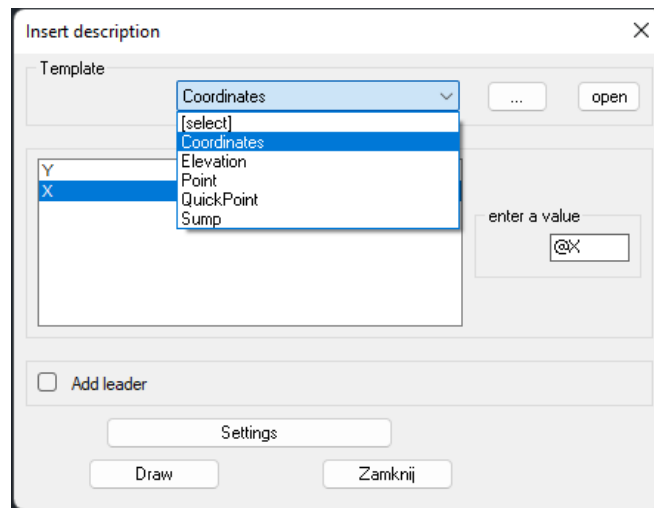 Insert description
Template
Coordinates
... open
[select]
Coordinates
Elevation
Point
QuickPoint
Sump
Y
X
enter a value
@X
Add leader
Settings
Draw Zamknij